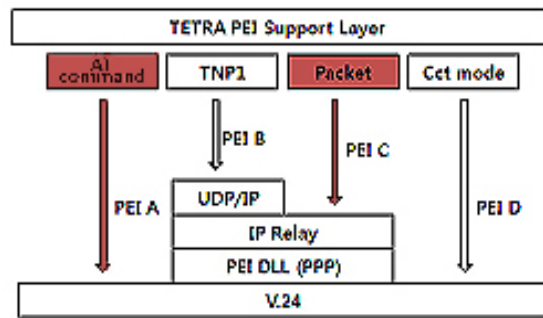 TETRA PEI Support Layer
AT command
TNP1
Packet
Cct mode
PEI B
PEI C
PEI A
UDP/IP
PEI D
IP Relay
PEI DLL (PPP)
V.24